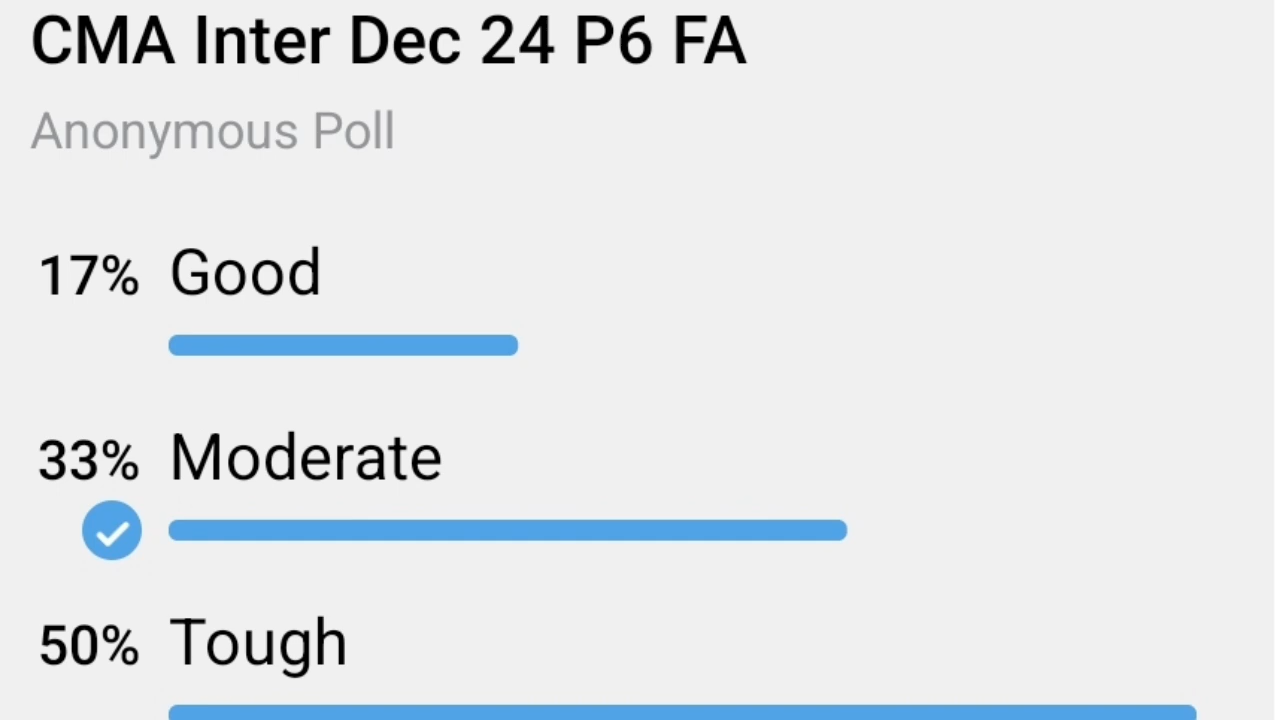 CMA Inter Dec 24 P6 FA
Anonymous Poll
17% Good
33% Moderate
50% Tough